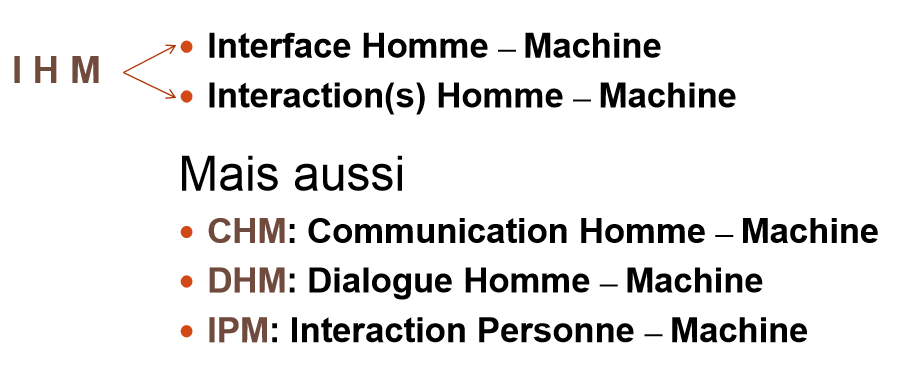 I H M
• Interface Homme – Machine
• Interaction(s) Homme – Machine
Mais aussi
• CHM: Communication Homme – Machine
• DHM: Dialogue Homme – Machine
• IPM: Interaction Personne – Machine